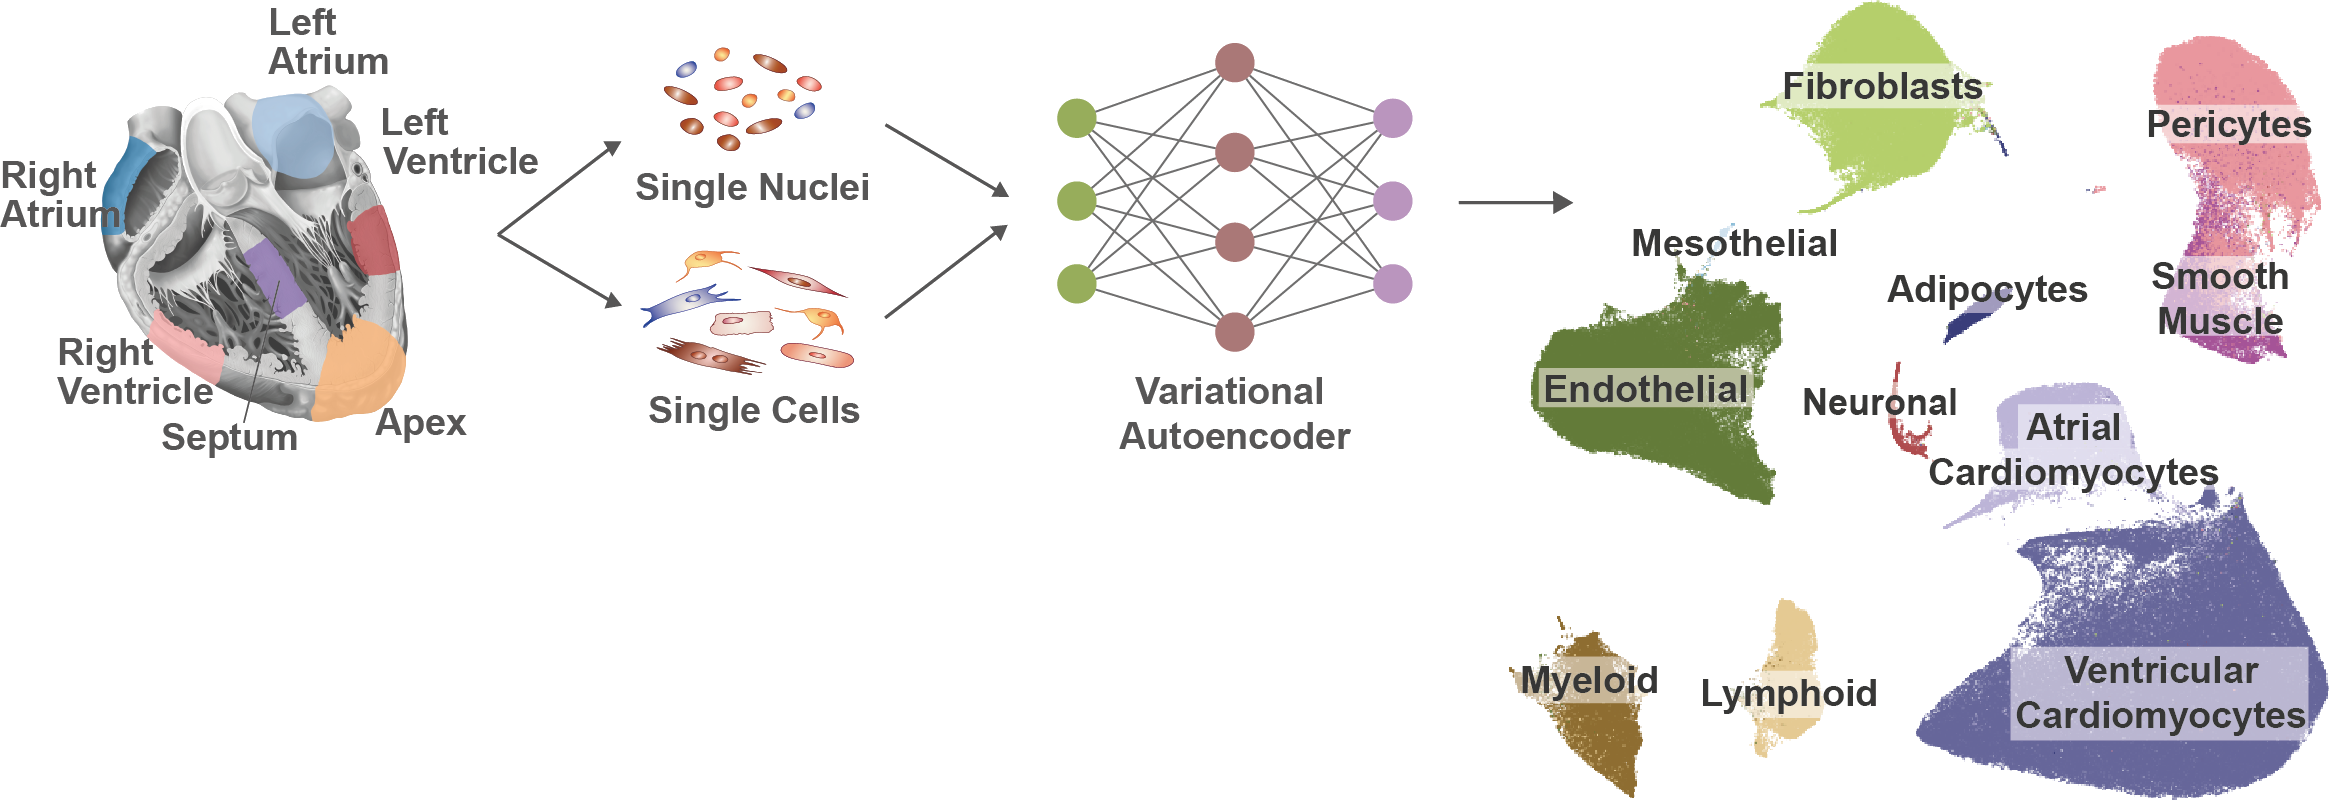 Left
Atrium
Left
Ventricle
Right
Atrium
Right
Ventricle
Septum
Apex
Single Nuclei
Single Cells
Variational
Autoencoder
Fibroblasts
Pericytes
Mesothelial
Adipocytes
Smooth
Muscle
Endothelial
Neuronal
Atrial
Cardiomyocytes
Myeloid
Lymphoid
Ventricular
Cardiomyocytes